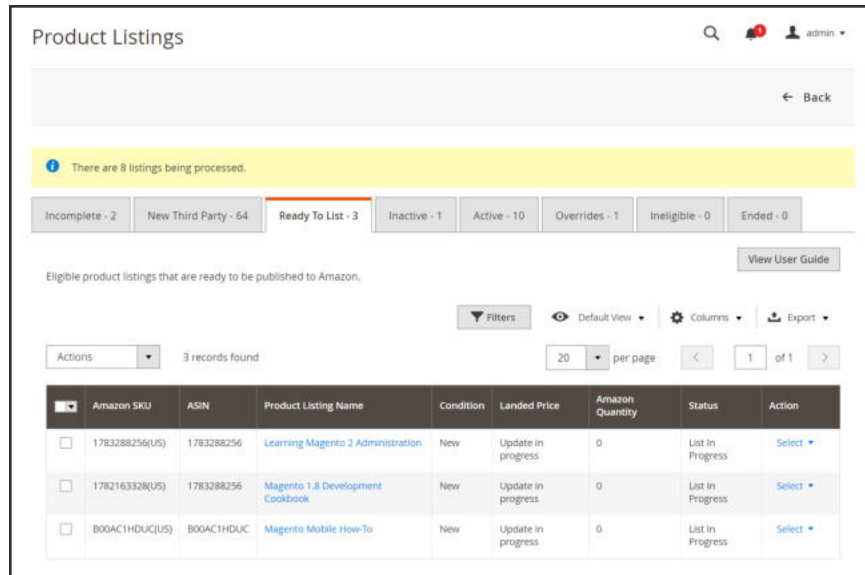 Product Listings
1
admin
← Back
There are 8 listings being processed.
Incomplete - 2 New Third Party - 64 Ready To List - 3 Inactive - 1 Active - 10 Overrides - 1 Ineligible - 0 Ended - 0
View User Guide
Eligible product listings that are ready to be published to Amazon.
Filters Default View Columns Export
Actions 3 records found 20 per page < 1 of 1 >
Amazon SKU ASIN Product Listing Name Condition Landed Price Amazon Quantity Status Action
1783288256(US) 1783288256 Learning Magento 2 Administration New Update in progress 0 List In Progress Select
1782163328(US) 1783288256 Magento 1.8 Development Cookbook New Update in progress 0 List In Progress Select
B00AC1HDUC(US) B00AC1HDUC Magento Mobile How-To New Update in progress 0 List In Progress Select